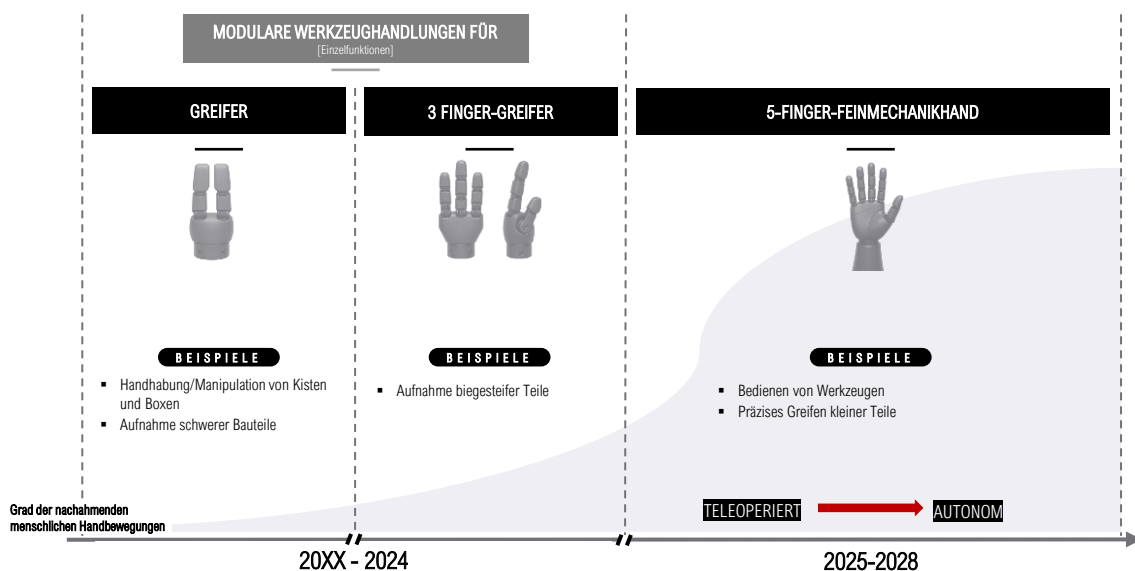 MODULARE WERKZEUGHANDLUNGEN FÜR
[Einzelfunktionen]
GREIFER
3 FINGER-GREIFER
5-FINGER-FEINMECHANIKHAND
BEISPIELE
▪ Handhabung/Manipulation von Kisten
und Boxen
▪ Aufnahme schwerer Bauteile
BEISPIELE
▪ Aufnahme biegesteifer Teile
BEISPIELE
▪ Bedienen von Werkzeugen
▪ Präzises Greifen kleiner Teile
Grad der nachahmenden
menschlichen Handbewegungen
TELEOPERIERT
AUTONOM
20XX - 2024
2025-2028